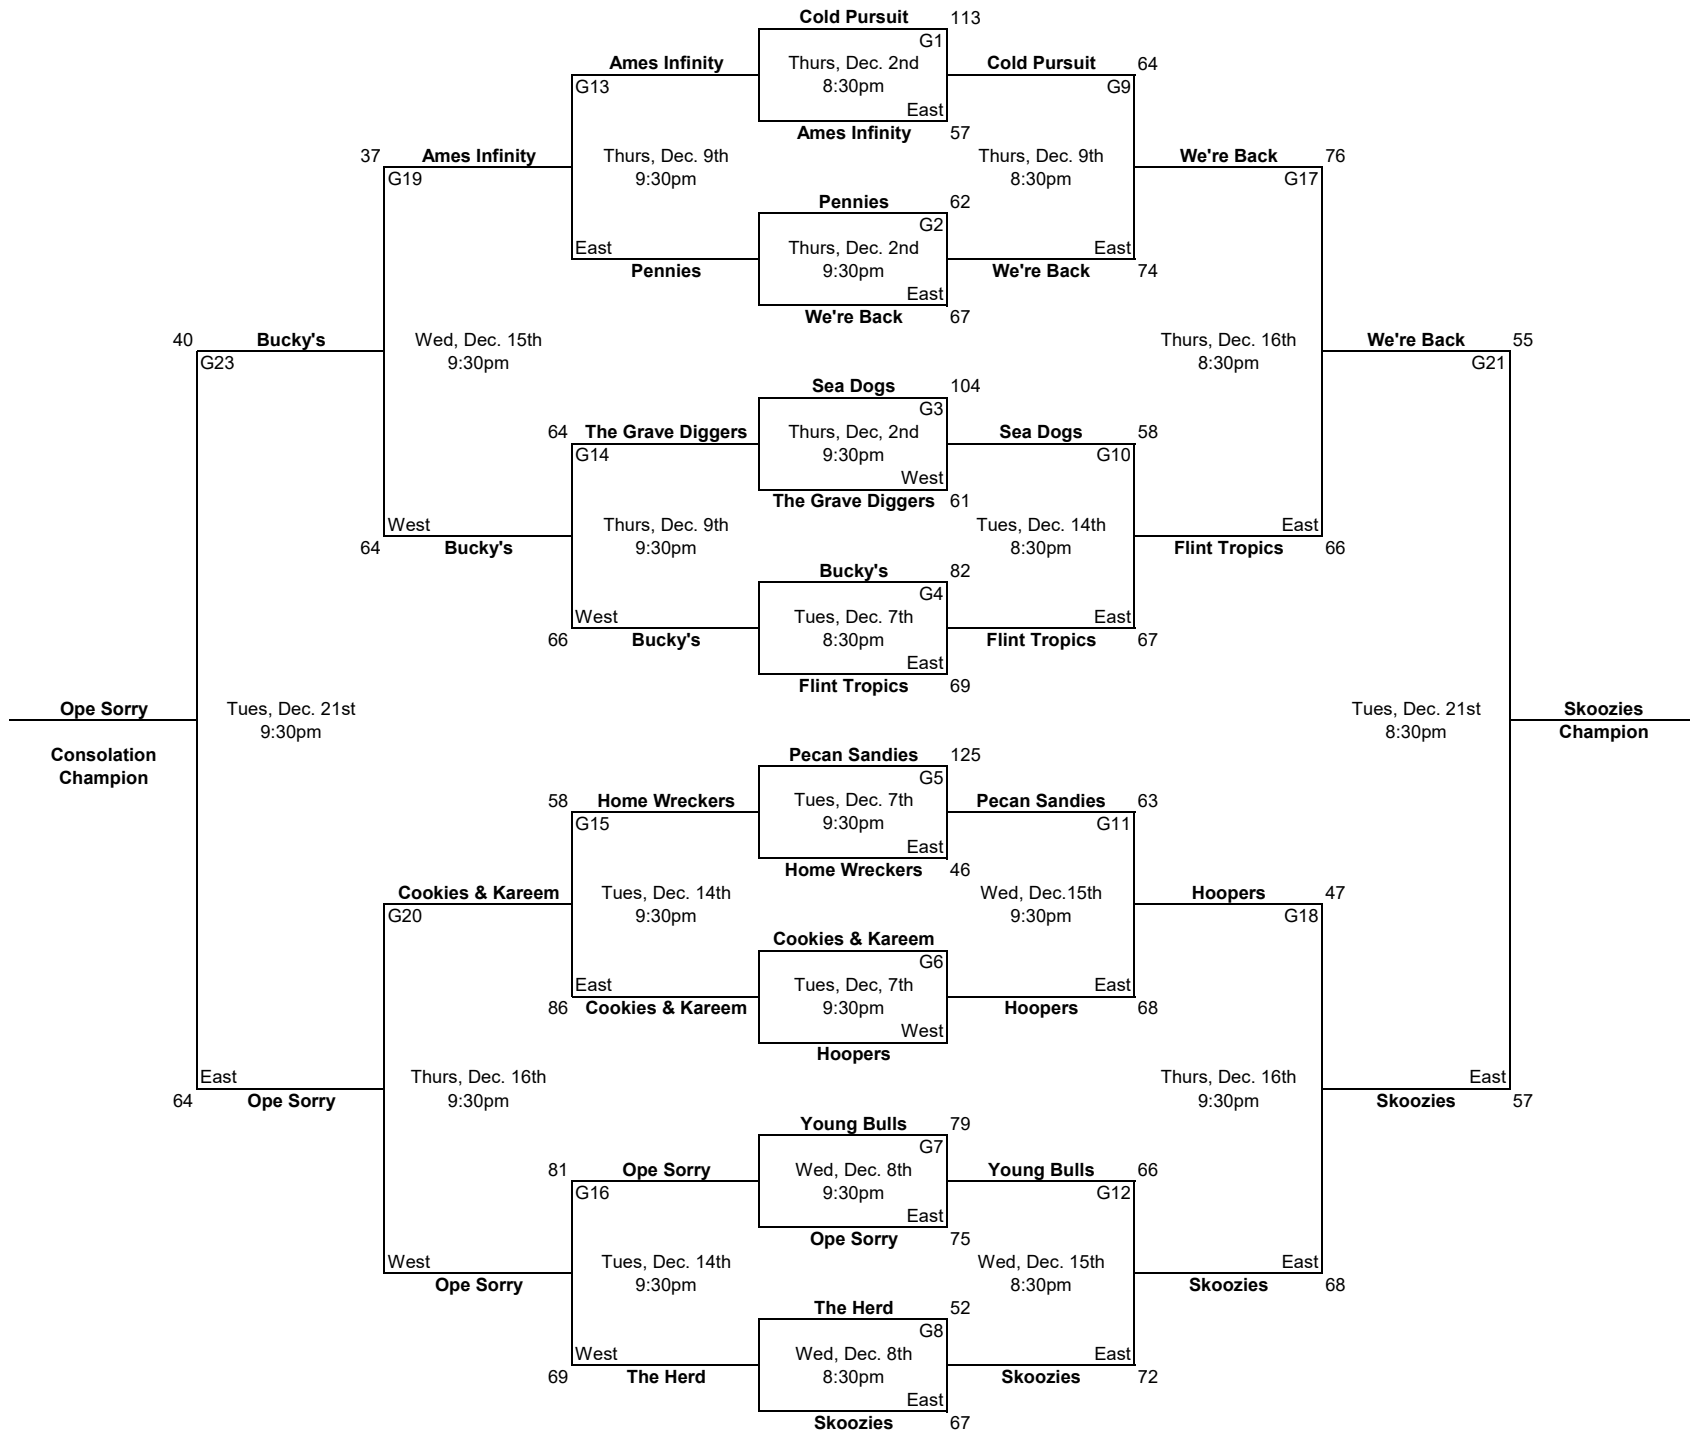 Cold Pursuit 113
G1
Ames Infinity Thurs, Dec. 2nd Cold Pursuit 64
G13 8:30pm G9
East
Ames Infinity 57
37 Ames Infinity Thurs, Dec. 9th Thurs, Dec. 9th We're Back 76
G19 9:30pm 8:30pm G17
Pennies 62
G2
East Thurs, Dec. 2nd East
Pennies 9:30pm We're Back 74
East
We're Back 67
40 Bucky's Wed, Dec. 15th Thurs, Dec. 16th We're Back 55
G23 9:30pm 8:30pm G21
Sea Dogs 104
G3
64 The Grave Diggers Thurs, Dec, 2nd Sea Dogs 58
G14 9:30pm G10
West
The Grave Diggers 61
West Thurs, Dec. 9th Tues, Dec. 14th East
64 Bucky's 9:30pm 8:30pm Flint Tropics 66
Bucky's 82
G4
West Tues, Dec. 7th East
66 Bucky's 8:30pm Flint Tropics 67
East
Flint Tropics 69
Ope Sorry Tues, Dec. 21st Tues, Dec. 21st Skoozies
9:30pm 8:30pm Champion
Consolation Pecan Sandies 125
Champion G5
58 Home Wreckers Tues, Dec. 7th Pecan Sandies 63
G15 9:30pm G11
East
Home Wreckers 46
Cookies & Kareem Tues, Dec. 14th Wed, Dec.15th Hoopers 47
G20 9:30pm 9:30pm G18
Cookies & Kareem
G6
East Tues, Dec, 7th East
86 Cookies & Kareem 9:30pm Hoopers 68
West
Hoopers
East Thurs, Dec. 16th Thurs, Dec. 16th East
64 Ope Sorry 9:30pm 9:30pm Skoozies 57
Young Bulls 79
G7
81 Ope Sorry Wed, Dec. 8th Young Bulls 66
G16 9:30pm G12
East
Ope Sorry 75
West Tues, Dec. 14th Wed, Dec. 15th East
Ope Sorry 9:30pm 8:30pm Skoozies 68
The Herd 52
G8
West Wed, Dec. 8th East
69 The Herd 8:30pm Skoozies 72
East
Skoozies 67